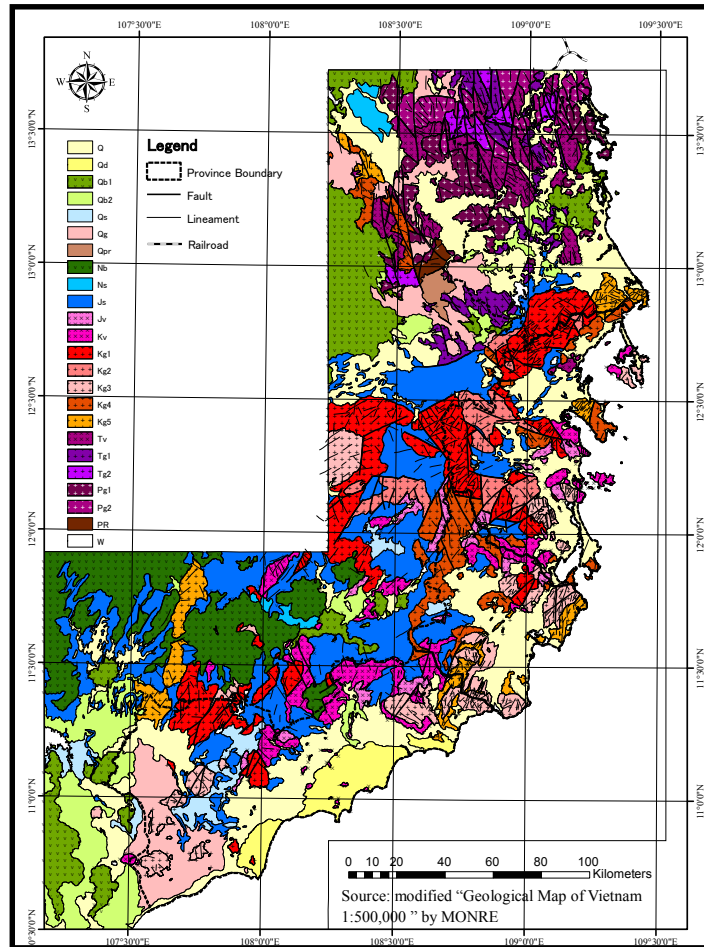 107°30'0"E 108°0'0"E 108°30'0"E 109°0'0"E 109°30'0"E
N
W E
S
13°30'0"N 13°30'0"N
Legend
Q
Qd
Qb1
Qb2
Qs
Qg
Qpr
Nb
Ns
Js
Jv
Kv
Kg1
Kg2
Kg3
Kg4
Kg5
Tv
Tg1
Tg2
Pg1
Pg2
PR
W
Province Boundary
Fault
Lineament
Railroad
13°0'0"N 13°0'0"N
12°30'0"N 12°30'0"N
12°0'0"N 12°0'0"N
11°30'0"N 11°30'0"N
11°0'0"N 11°0'0"N
0 10 20 40 60 80 100
Kilometers
Source: modified “Geological Map of Vietnam
1:500,000 ” by MONRE
0°30'0"N
107°30'0"E 108°0'0"E 108°30'0"E 109°0'0"E 109°30'0"E